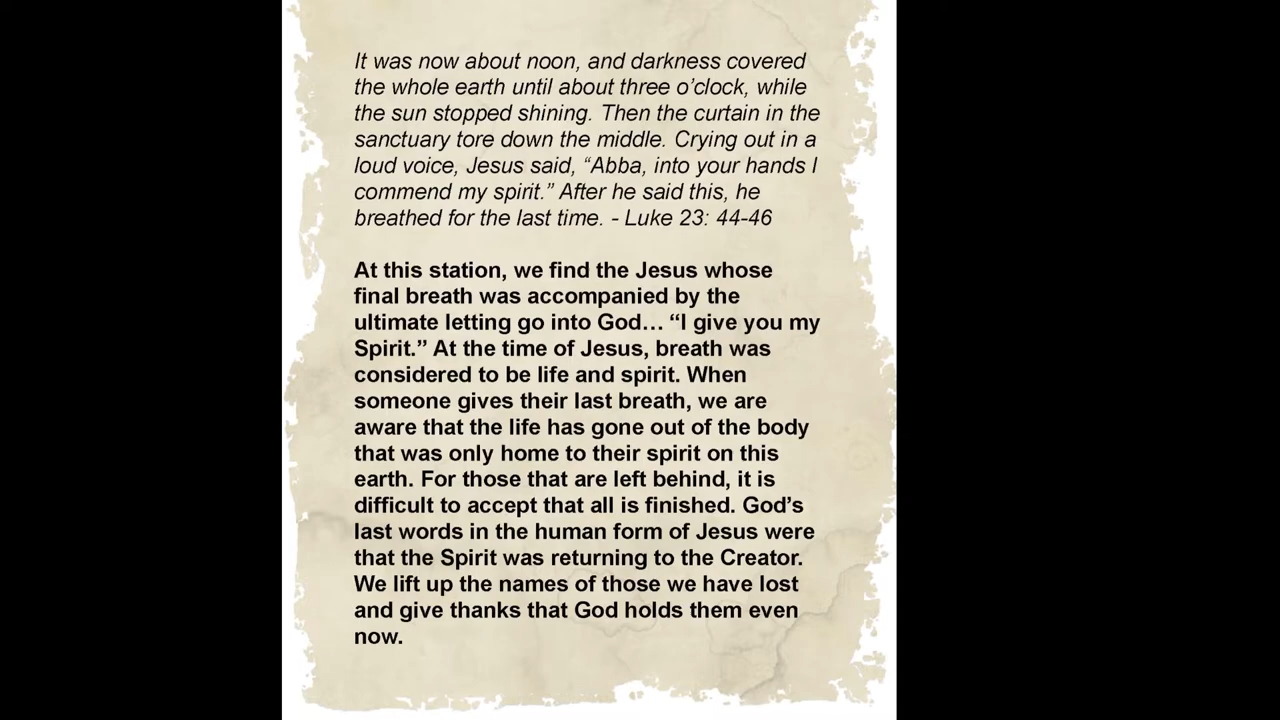 It was now about noon, and darkness covered
the whole earth until about three o’clock, while
the sun stopped shining. Then the curtain in the
sanctuary tore down the middle. Crying out in a
loud voice, Jesus said, “Abba, into your hands I
commend my spirit.” After he said this, he
breathed for the last time. - Luke 23: 44-46
At this station, we find the Jesus whose
final breath was accompanied by the
ultimate letting go into God… “I give you my
Spirit.” At the time of Jesus, breath was
considered to be life and spirit. When
someone gives their last breath, we are
aware that the life has gone out of the body
that was only home to their spirit on this
earth. For those that are left behind, it is
difficult to accept that all is finished. God’s
last words in the human form of Jesus were
that the Spirit was returning to the Creator.
We lift up the names of those we have lost
and give thanks that God holds them even
now.